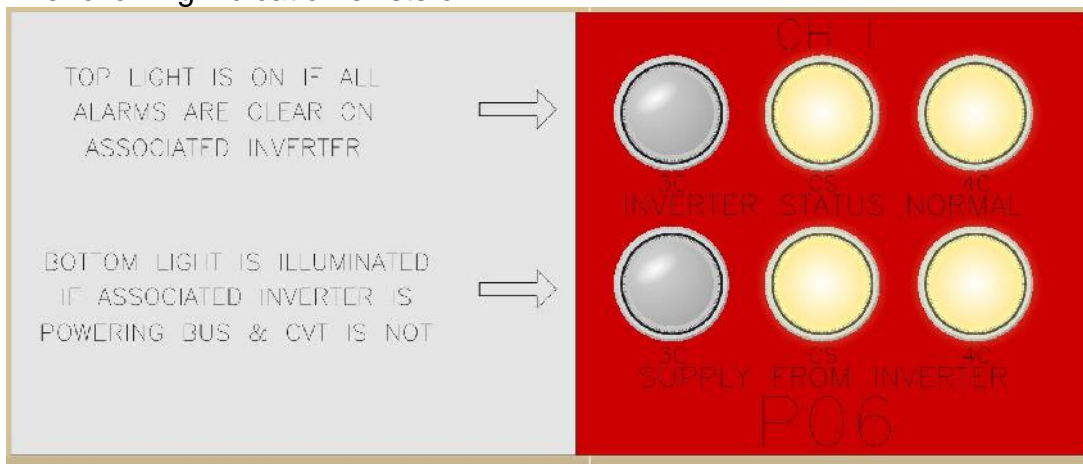 TOP LIGHT IS ON IF ALL
ALARMS ARE CLEAR ON
ASSOCIATED INVERTER
BOTTOM LIGHT IS ILLUMINATED
IF ASSOCIATED INVERTER IS
POWERING BUS & CVT IS NOT
CH I
3C CS 4C
INVERTER STATUS NORMAL
3C CS 4C
SUPPLY FROM INVERTER
P06